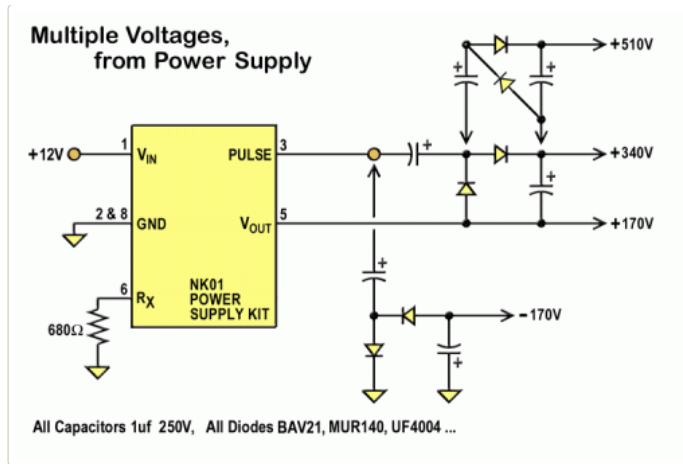 Multiple Voltages,
from Power Supply
+510V
+
+
+12V
1
VIN
PULSE
3
+
+340V
+
2 & 8
GND
VOUT
5
+170V
6
RX
NK01
POWER
SUPPLY KIT
680Ω
+
-170V
+
All Capacitors 1uf 250V, All Diodes BAV21, MUR140, UF4004 ...